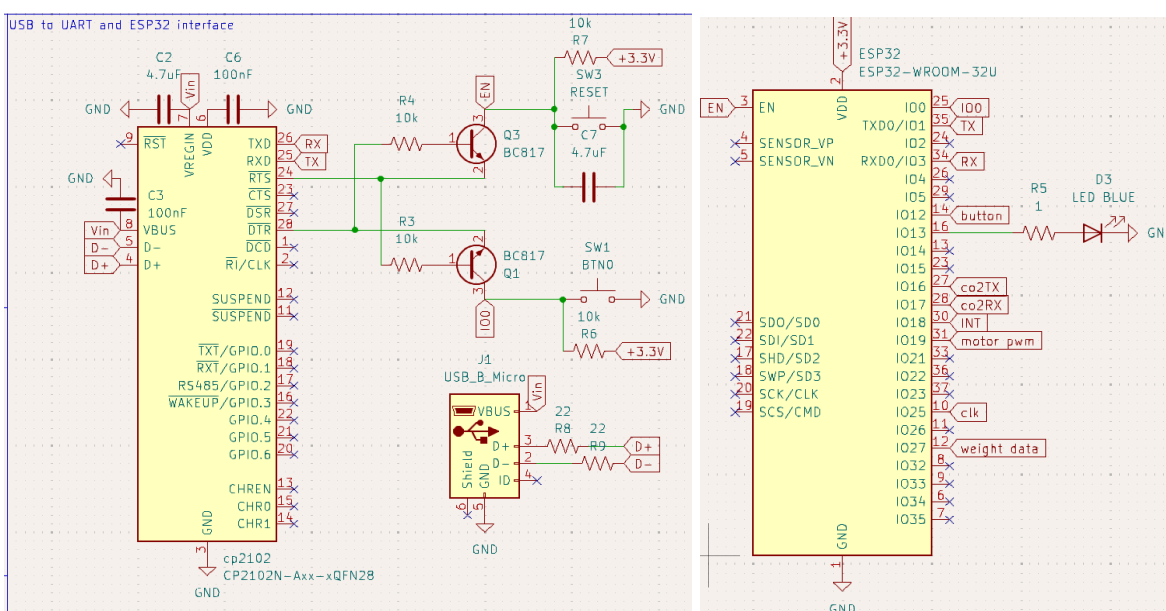 USB to UART and ESP32 interface
C2
4.7uF
Vin
C6
100nF
GND
GND
7
6
VREGIN
VDD
9
RST
GND
C3
100nF
Vin
8
VBUS
D-
5
D-
D+
4
D+
TXD
26
RX
RXD
25
TX
RTS
24
CTS
23
DSR
27
DTR
28
DCD
1
RI/CLK
2
SUSPEND
12
SUSPEND
11
TXT/GPIO.0
19
RXT/GPIO.1
18
RS485/GPIO.2
17
WAKEUP/GPIO.3
16
GPIO.4
22
GPIO.5
21
GPIO.6
20
CHREN
13
CHR0
15
CHR1
14
GND
3
GND
cp2102
CP2102N-Axx-xQFN28
R4
10k
1
EN
3
2
Q3
BC817
R3
10k
1
2
3
BC817
Q1
IO0
10k
R7
+3.3V
SW3
RESET
GND
C7
4.7uF
SW1
BTN0
GND
10k
R6
+3.3V
J1
USB_B_Micro
Vin
VBUS
1
D+
3
D-
2
ID
4
Shield
GND
6
5
GND
22
R8
22
R9
D+
D-
+3.3V
2
ESP32
ESP32-WROOM-32U
VDD
EN
3
EN
4
SENSOR_VP
5
SENSOR_VN
21
SDO/SD0
22
SDI/SD1
17
SHD/SD2
18
SWP/SD3
20
SCK/CLK
19
SCS/CMD
IO0
25
IO0
TXD0/IO1
35
TX
IO2
24
RXD0/IO3
34
RX
IO4
26
IO5
29
IO12
14
button
IO13
16
IO14
13
IO15
23
IO16
27
co2TX
IO17
28
co2RX
IO18
30
INT
IO19
31
motor pwm
IO21
33
IO22
36
IO23
37
IO25
10
clk
IO26
11
IO27
12
weight data
IO32
8
IO33
9
IO34
6
IO35
7
R5
1
D3
LED BLUE
GN
GND
1
GND